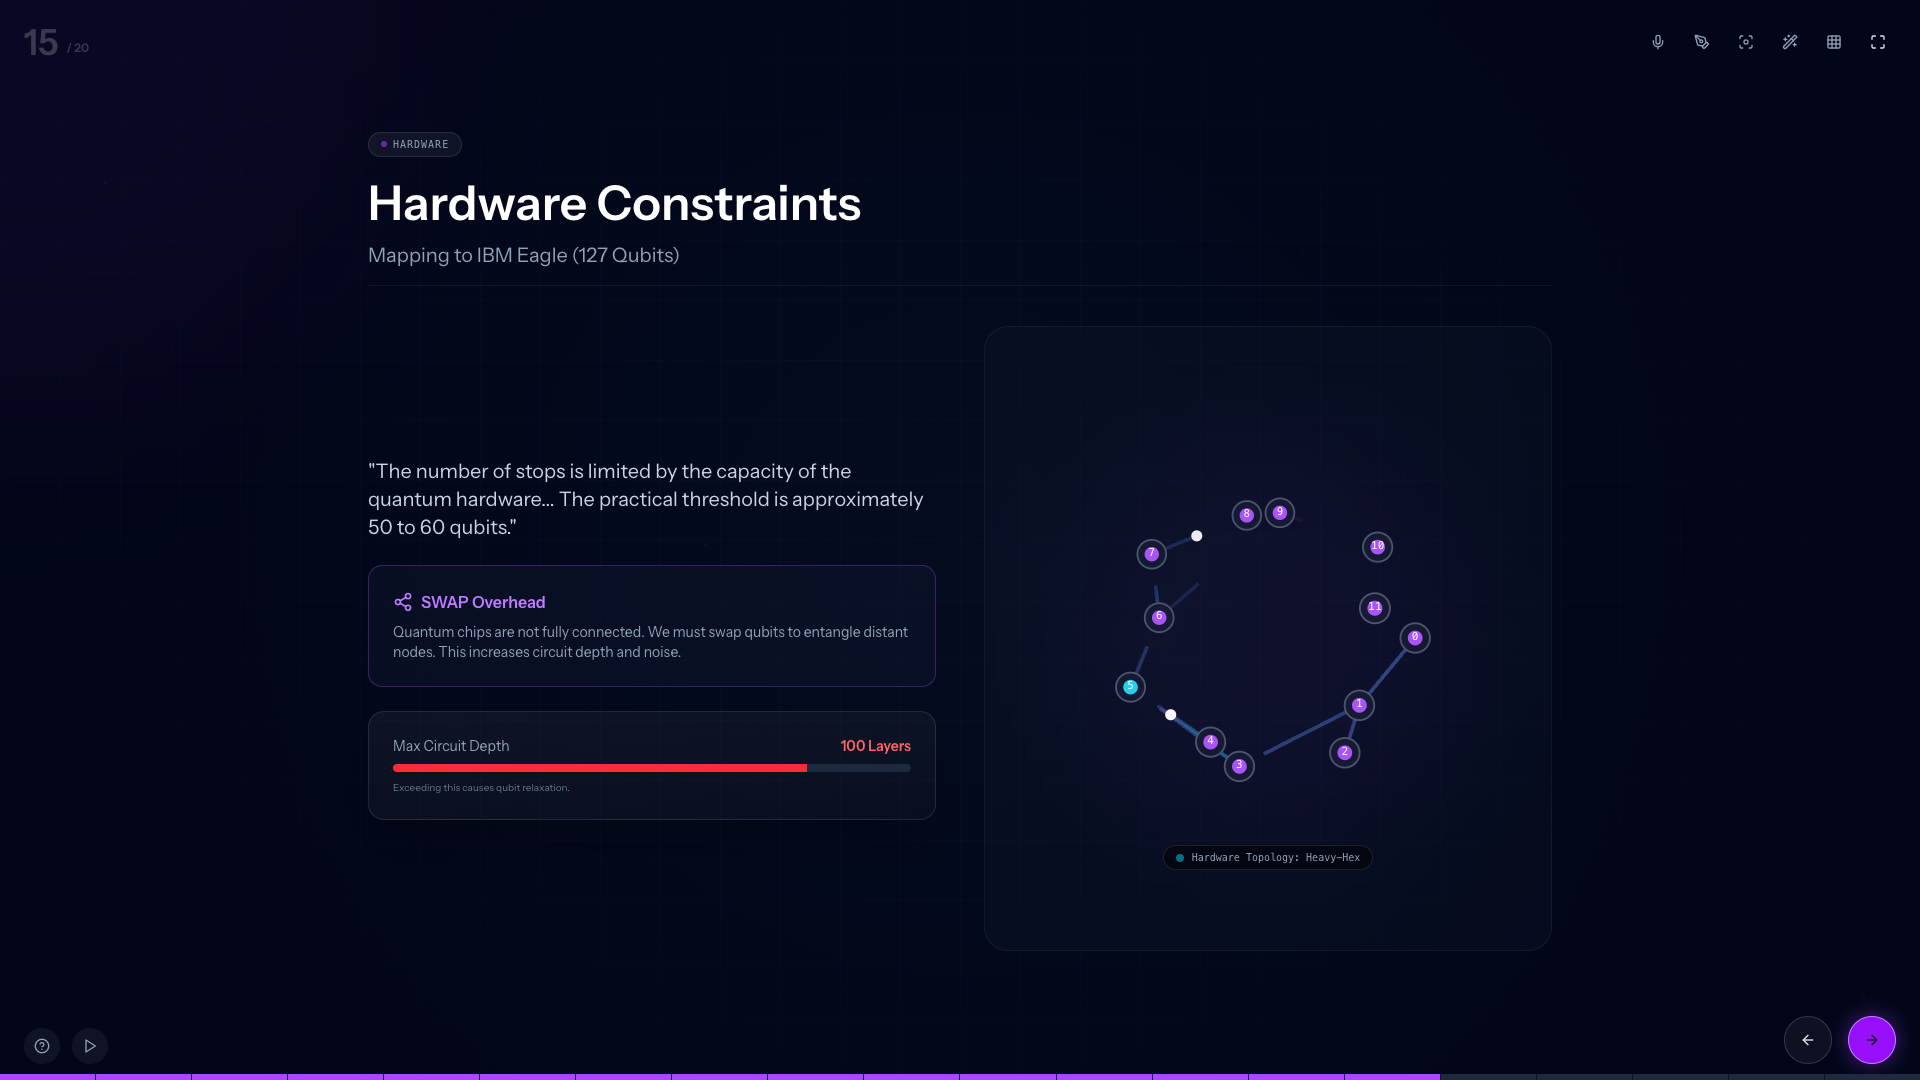 15 / 20
HARDWARE
Hardware Constraints
Mapping to IBM Eagle (127 Qubits)
"The number of stops is limited by the capacity of the
quantum hardware... The practical threshold is approximately
50 to 60 qubits."
SWAP Overhead
Quantum chips are not fully connected. We must swap qubits to entangle distant
nodes. This increases circuit depth and noise.
Max Circuit Depth
100 Layers
Exceeding this causes qubit relaxation.
8
9
10
7
11
6
0
5
1
4
2
3
Hardware Topology: Heavy-Hex